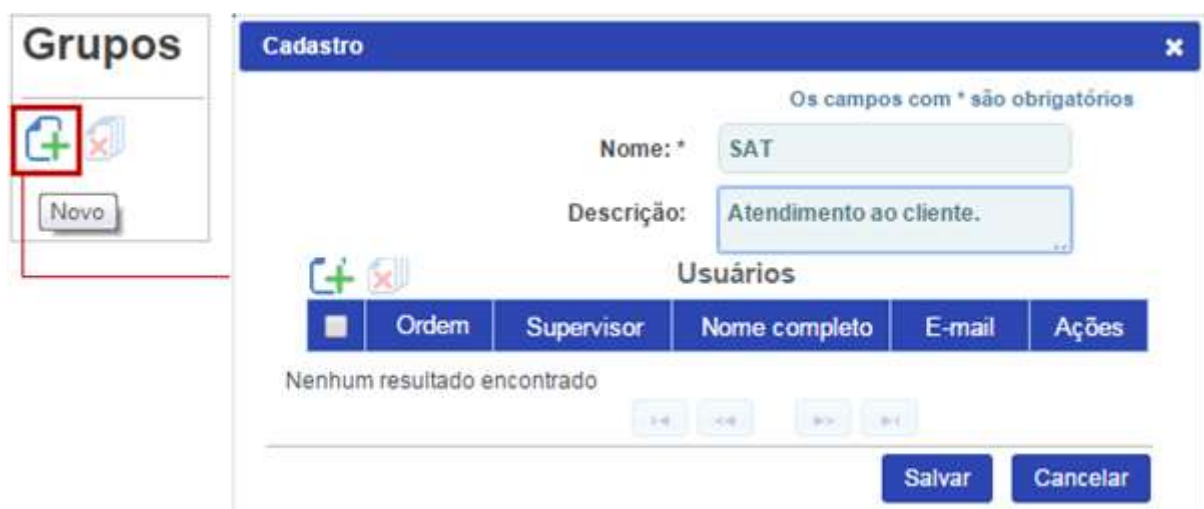 Grupos
Novo
Cadastro
Os campos com * são obrigatórios
Nome: * SAT
Descrição: Atendimento ao cliente.
Usuários
Ordem Supervisor Nome completo E-mail Ações
Nenhum resultado encontrado
Salvar Cancelar